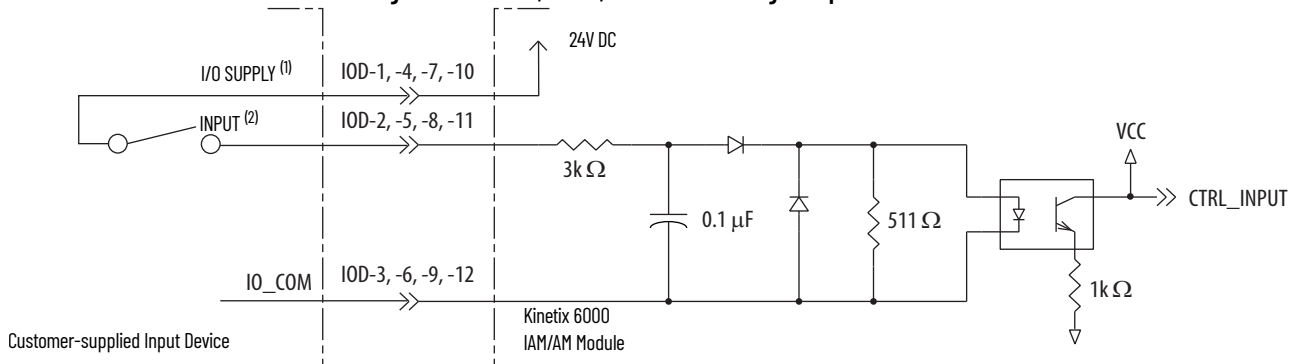 24V DC
I/O SUPPLY (1)
IOD-1, -4, -7, -10
INPUT (2)
IOD-2, -5, -8, -11
3k Ω
0.1 μF
511 Ω
VCC
CTRL_INPUT
1k Ω
IO_COM
IOD-3, -6, -9, -12
Customer-supplied Input Device
Kinetix 6000
IAM/AM Module